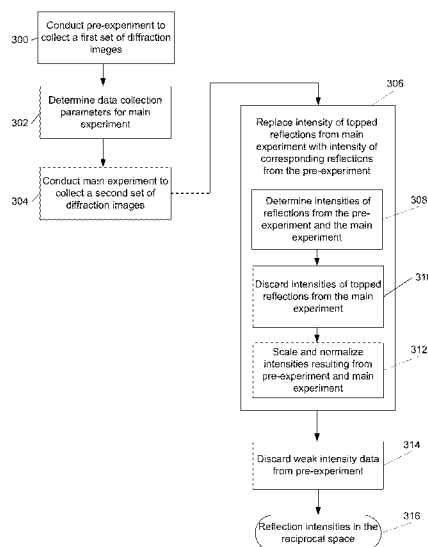 300
Conduct pre-experiment to
collect a first set of diffraction
images
302
Determine data collection
parameters for main
experiment
304
Conduct main experiment to
collect a second set of
diffraction images
306
Replace intensity of topped
reflections from main
experiment with intensity of
corresponding reflections
from the pre-experiment
308
Determine intensities of
reflections from the pre-
experiment and the main
experiment
310
Discard intensities of topped
reflections from the main
experiment
312
Scale and normalize
intensities resulting from
pre-experiment and main
experiment
314
Discard weak intensity data
from pre-experiment
316
Reflection intensities in the
reciprocal space